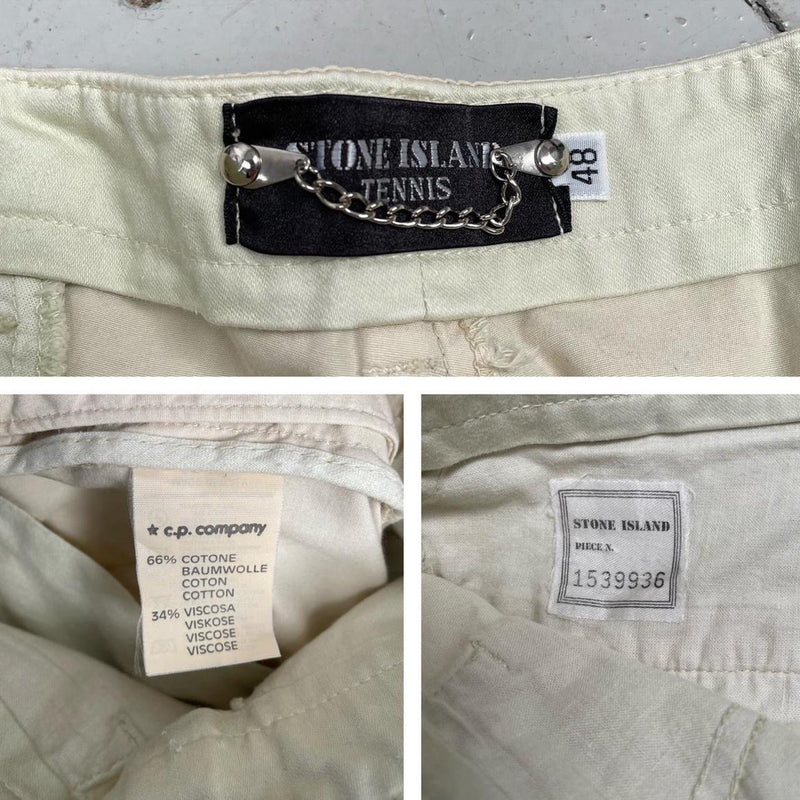 STONE ISLAND
TENNIS
48
★ c.p. company
66% COTONE
BAUMWOLLE
COTON
COTTON
34% VISCOSA
VISKOSE
VISCOSE
VISCOSE
STONE ISLAND
PIECE N.
1539936